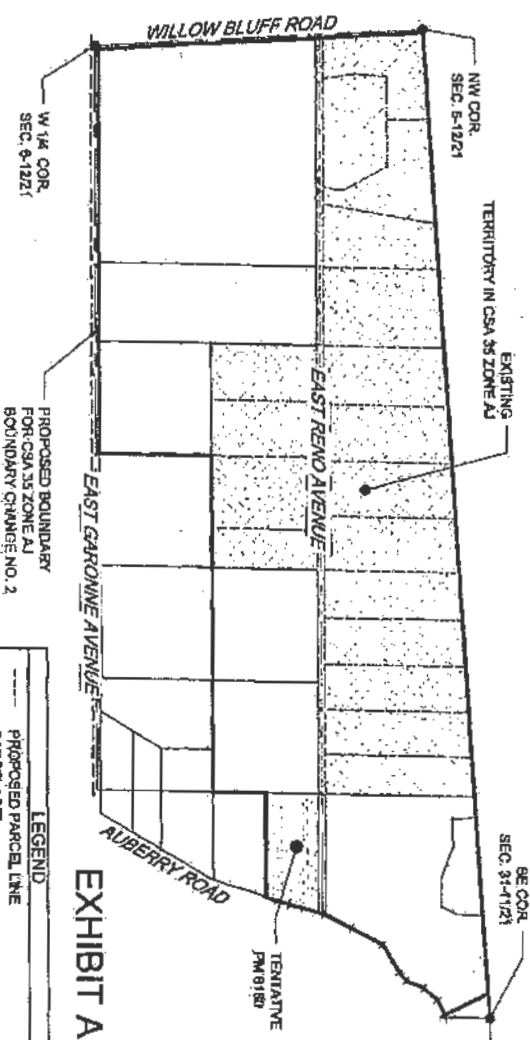 WILLOW BLUFF ROAD
NW COR.
SEC. 5-12/21
EXISTING
TERRITORY IN CSA 35 ZONE AJ
SE. COR.
SEC. 31-11/21
W 1/4 COR.
SEC. 6-12/21
EAST RENO AVENUE
PROPOSED BOUNDARY
FOR CSA 35 ZONE AJ
BOUNDARY CHANGE NO. 2
EAST GARONNE AVENUE
AUBERRY ROAD
TENTATIVE
EXHIBIT A
LEGEND
PROPOSED PARCEL LINE